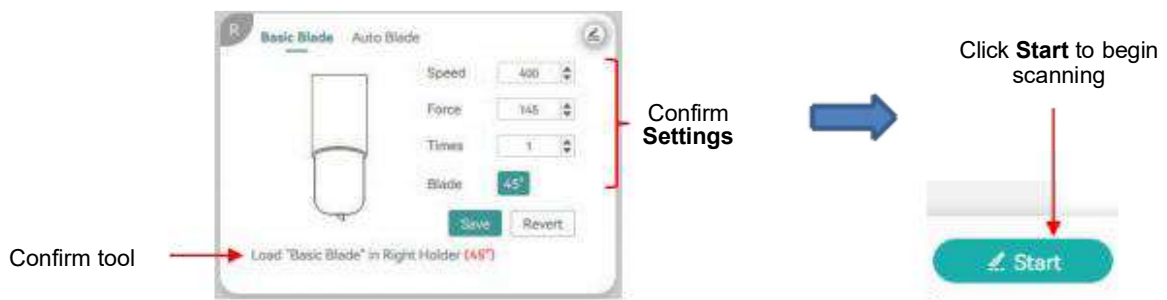 R
Basic Blade Auto Blade
Speed 400
Force 145
Times 1
Blade 45°
Save Revert
Load "Basic Blade" in Right Holder (45°)
Confirm tool
Confirm
Settings
Click Start to begin
scanning
Start